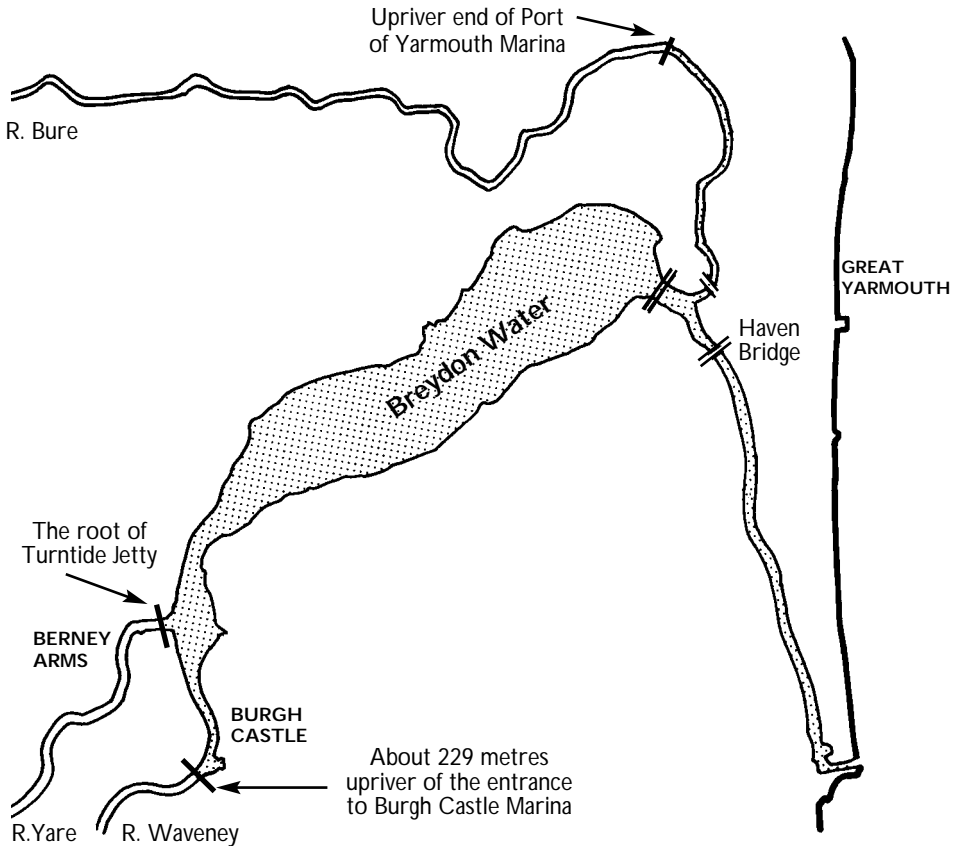 Upriver end of Port
of Yarmouth Marina
R. Bure
GREAT
YARMOUTH
Haven
Bridge
Breydon Water
The root of
Turntide Jetty
BERNEY
ARMS
BURGH
CASTLE
About 229 metres
upriver of the entrance
to Burgh Castle Marina
R.Yare
R. Waveney